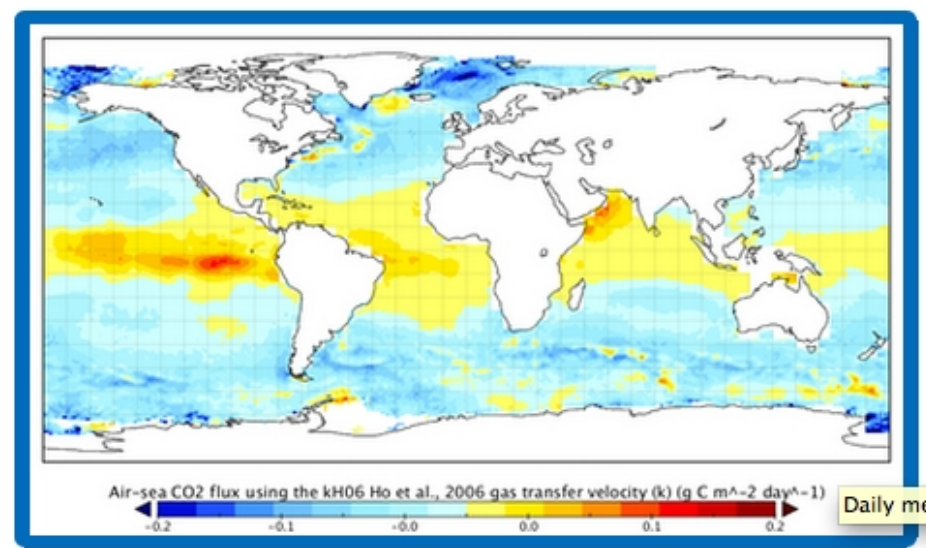 Air-sea CO2 flux using the kH06 Ho et al., 2006 gas transfer velocity (k) (g C m^-2 day^-1)
-0.2 -0.1 -0.0 0.0 0.1 0.2
Daily me